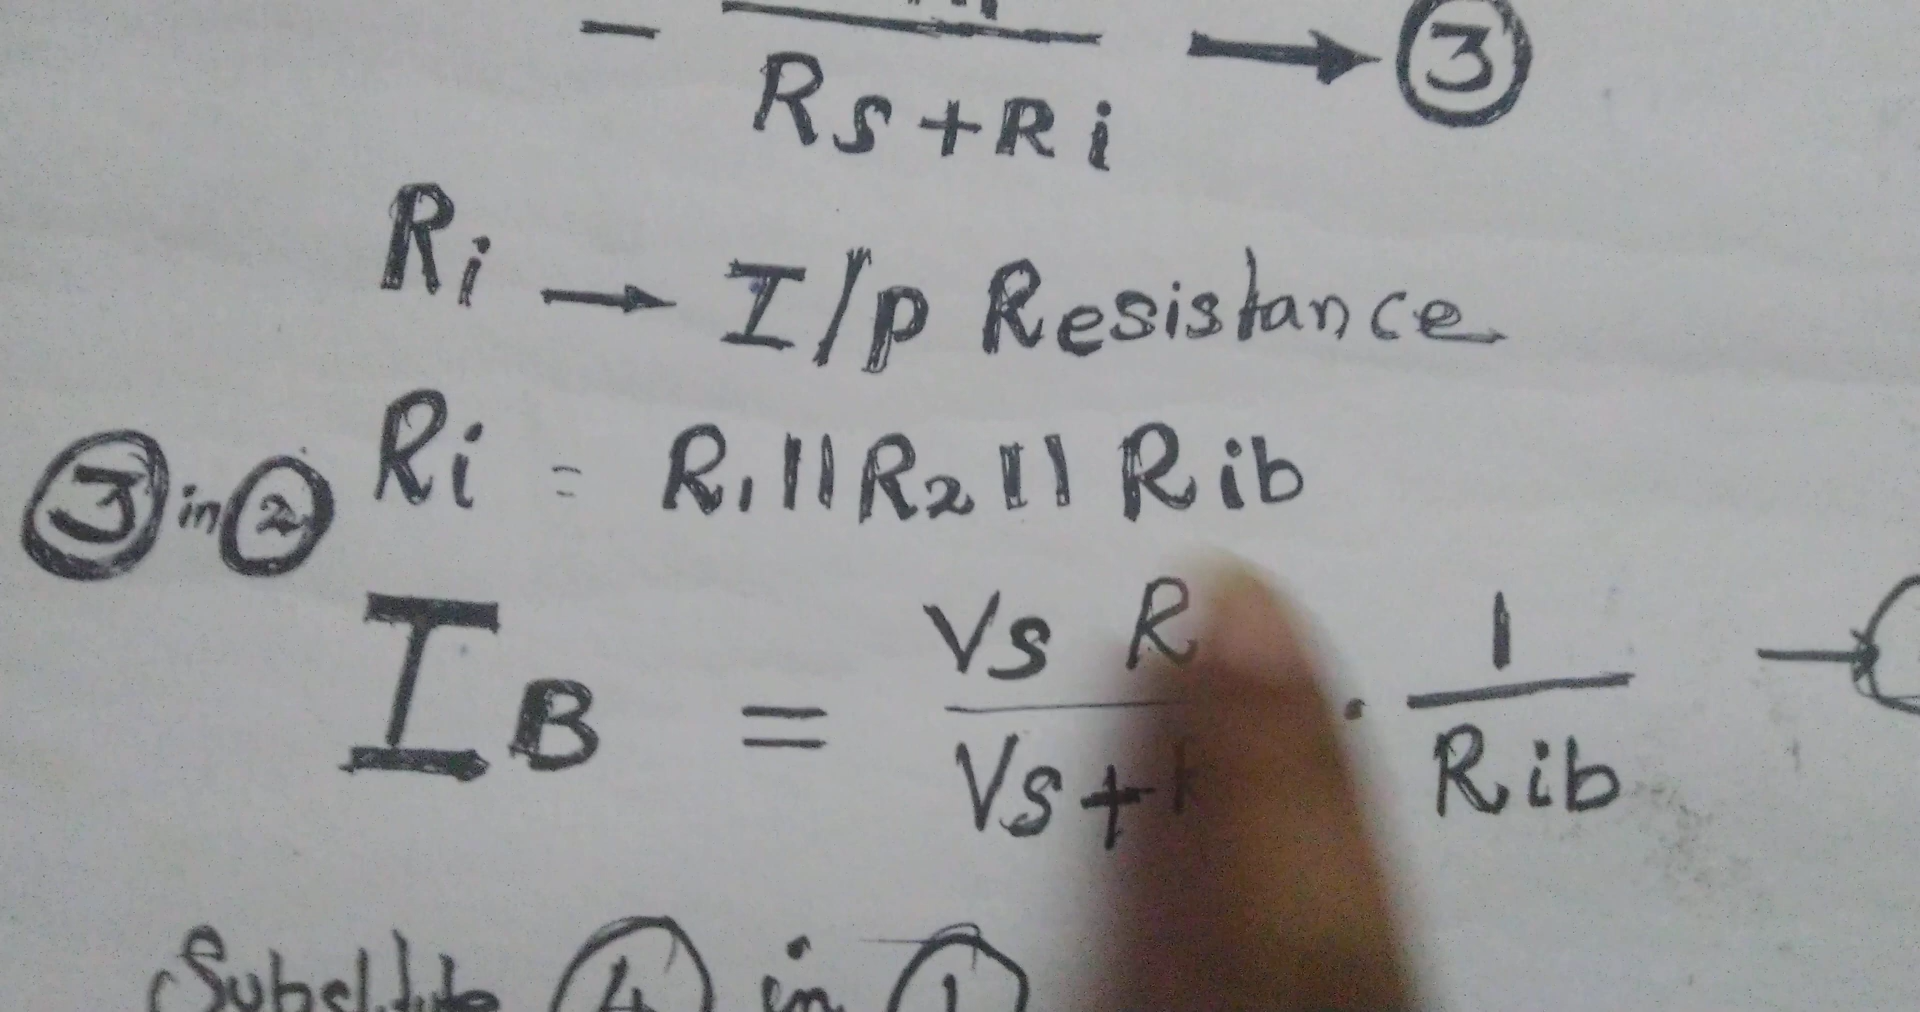 - ―― → ③
Rs + Ri
Ri → I/p Resistance
Ri = R1 || R2 || Rib
③ in ②
IB = Vs R / Vs + · 1 / Rib →
Substitute ④ in ①